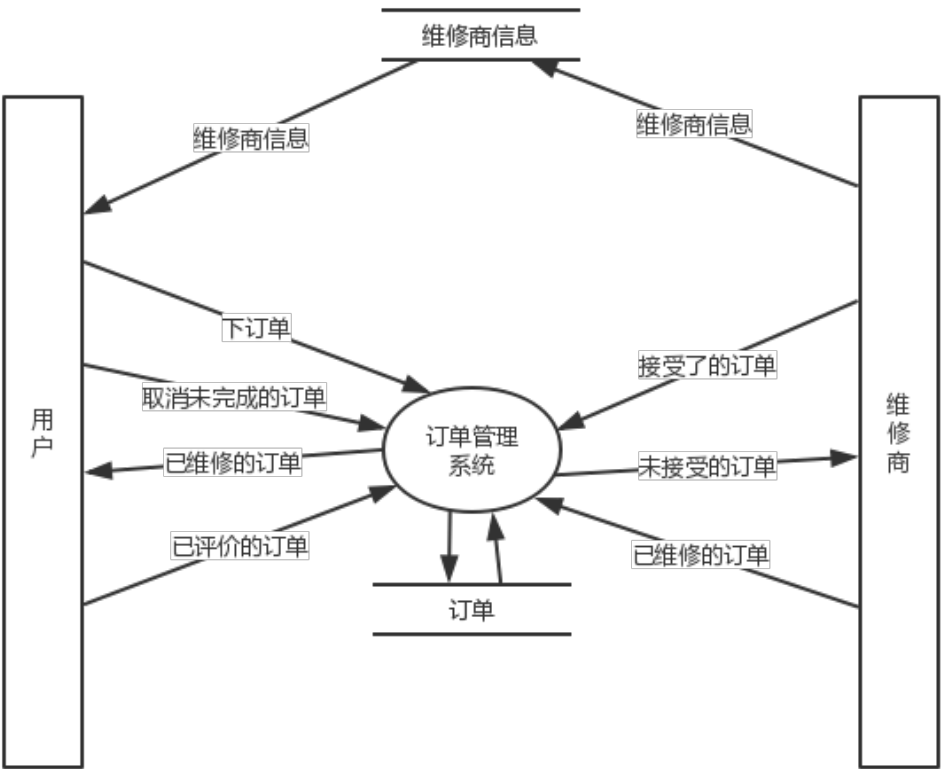 维修商信息
维修商信息
维修商信息
下订单
接受了的订单
取消未完成的订单
用户
订单管理
系统
维修商
已维修的订单
未接受的订单
已评价的订单
已维修的订单
订单